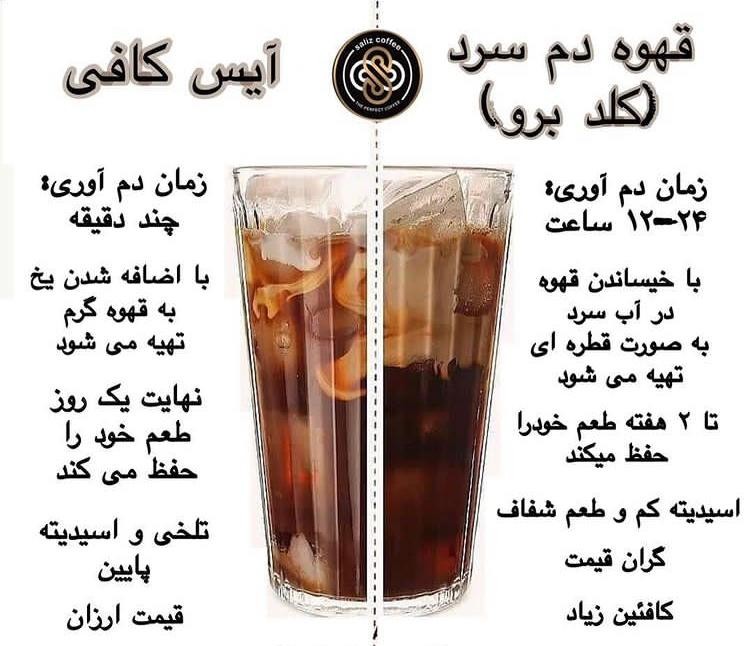 قهوه دم سرد
(کلد برو)
زمان دم آوری:
۱۲-۲۴ ساعت
با خیساندن قهوه
در آب سرد
به صورت قطره ای
تهیه می شود
تا ۲ هفته طعم خودرا
حفظ میکند
اسیدیته کم و طعم شفاف
گران قیمت
کافئین زیاد
saliz coffee
THE PERFECT COFFEE
آیس کافی
زمان دم آوری:
چند دقیقه
با اضافه شدن یخ
به قهوه گرم
تهیه می شود
نهایت یک روز
طعم خود را
حفظ می کند
تلخی و اسیدیته
پایین
قیمت ارزان